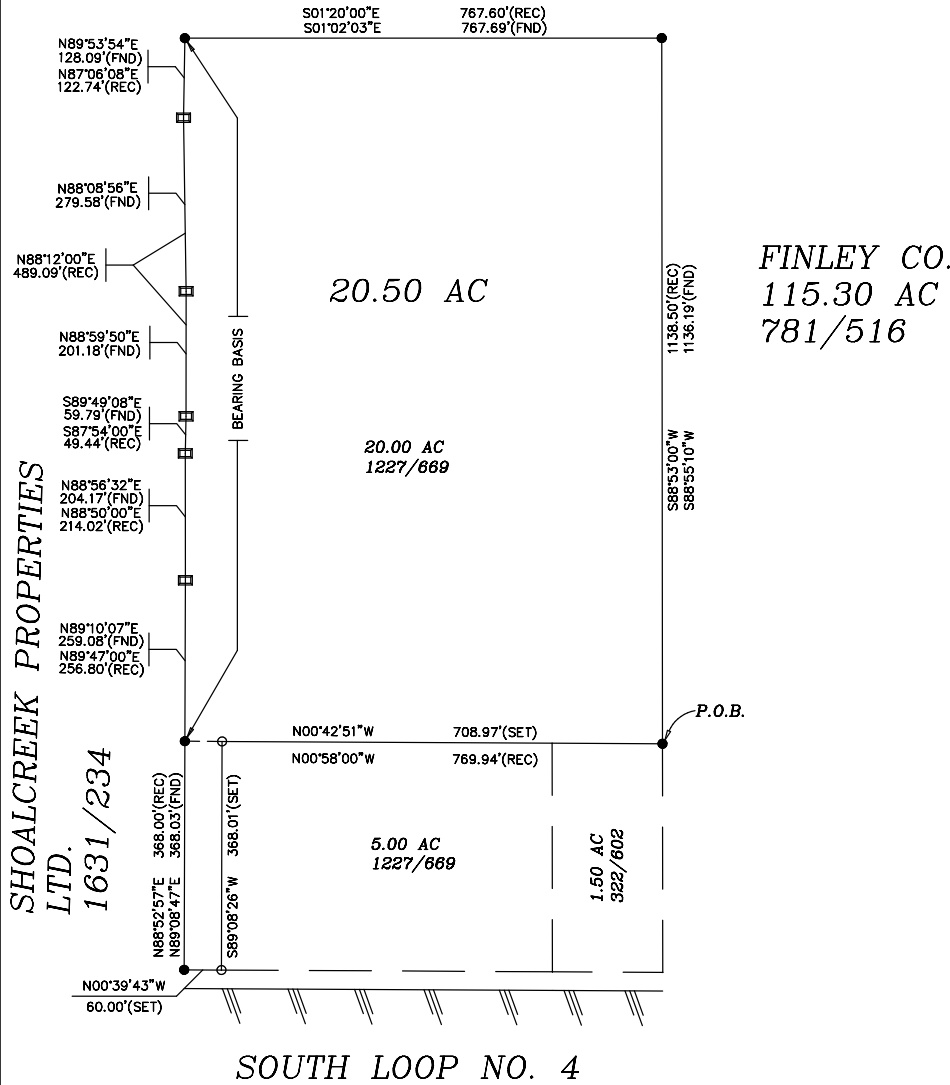 S01°20'00"E 767.60'(REC)
S01°02'03"E 767.69'(FND)
N89°53'54"E
128.09'(FND)
N87°06'08"E
122.74'(REC)
N88°08'56"E
279.58'(FND)
N88°12'00"E
489.09'(REC)
N88°59'50"E
201.18'(FND)
S89°49'08"E
59.79'(FND)
S87°54'00"E
49.44'(REC)
N88°56'32"E
204.17'(FND)
N88°50'00"E
214.02'(REC)
N89°10'07"E
259.08'(FND)
N89°47'00"E
256.80'(REC)
BEARING BASIS
20.50 AC
20.00 AC
1227/669
S88°53'00"W 1138.50'(REC)
S88°55'10"W 1136.19'(FND)
FINLEY CO.
115.30 AC
781/516
SHOALCREEK PROPERTIES
LTD.
1631/234
P.O.B.
N00°42'51"W 708.97'(SET)
N00°58'00"W 769.94'(REC)
N88°52'57"E 368.00'(REC)
N89°08'47"E 368.03'(FND)
S89°08'26"W 368.01'(SET)
5.00 AC
1227/669
1.50 AC
322/602
N00°39'43"W
60.00'(SET)
SOUTH LOOP NO. 4